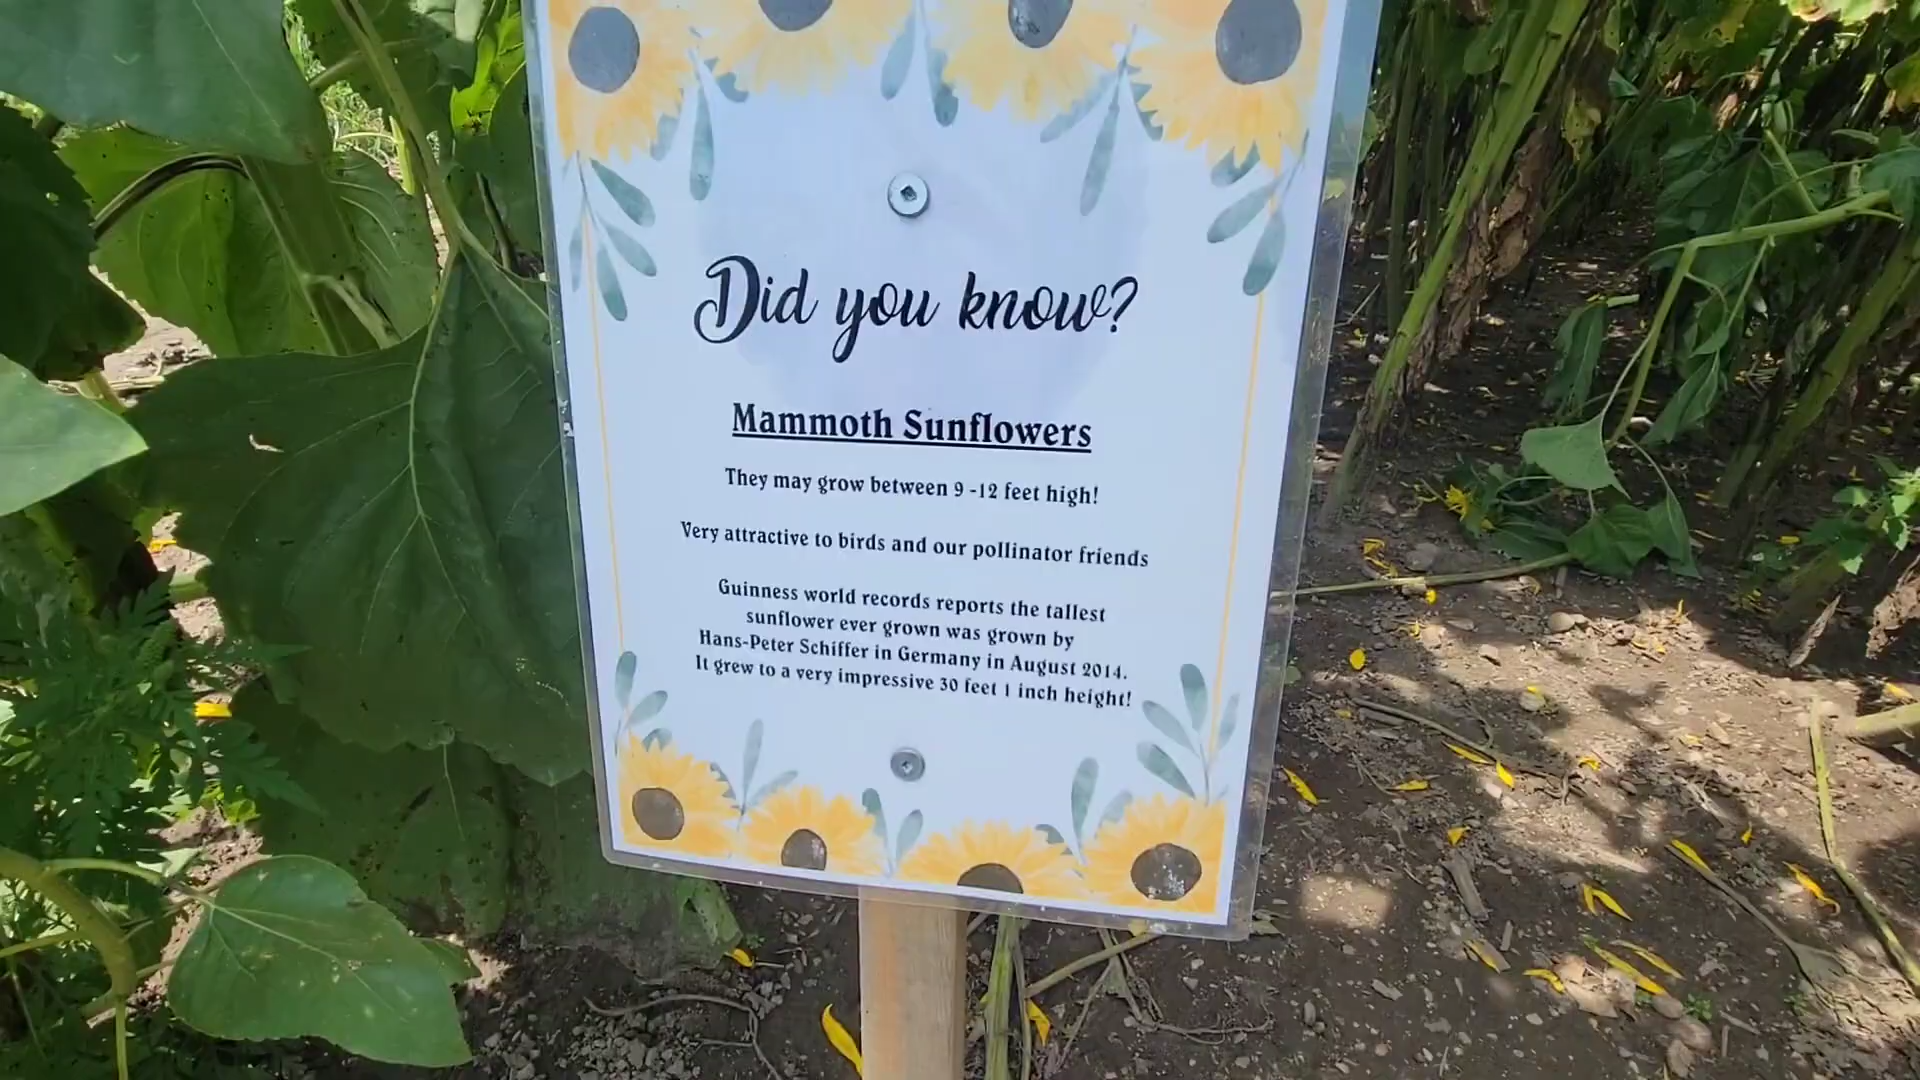 Did you know?
Mammoth Sunflowers
They may grow between 9 -12 feet high!
Very attractive to birds and our pollinator friends
Guinness world records reports the tallest
sunflower ever grown was grown by
Hans-Peter Schiffer in Germany in August 2014.
It grew to a very impressive 30 feet 1 inch height!